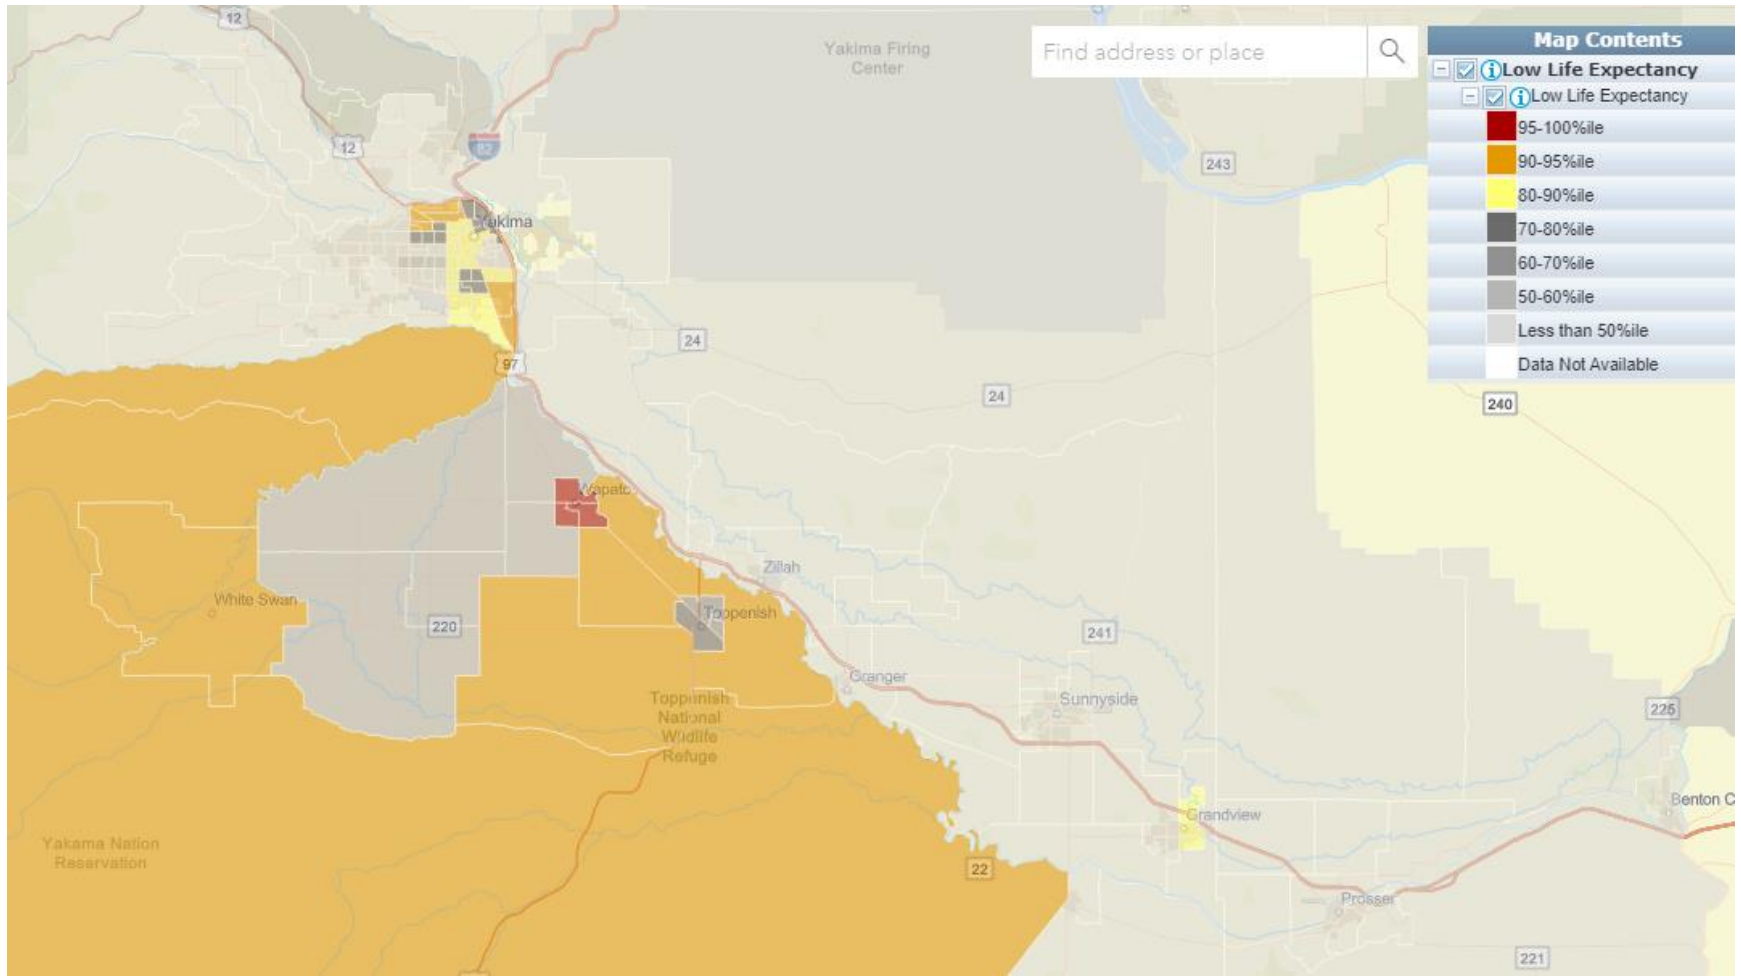 12
Yakima Firing
Center
Find address or place
Map Contents
Low Life Expectancy
Low Life Expectancy
95-100%ile
90-95%ile
80-90%ile
70-80%ile
60-70%ile
50-60%ile
Less than 50%ile
Data Not Available
12
82
243
Yakima
24
97
24
240
Wapato
Zillah
White Swan
220
Toppenish
241
Granger
Toppenish
National
Wildlife
Refuge
Sunnyside
225
Benton C
Grandview
Yakama Nation
Reservation
22
Prosser
221